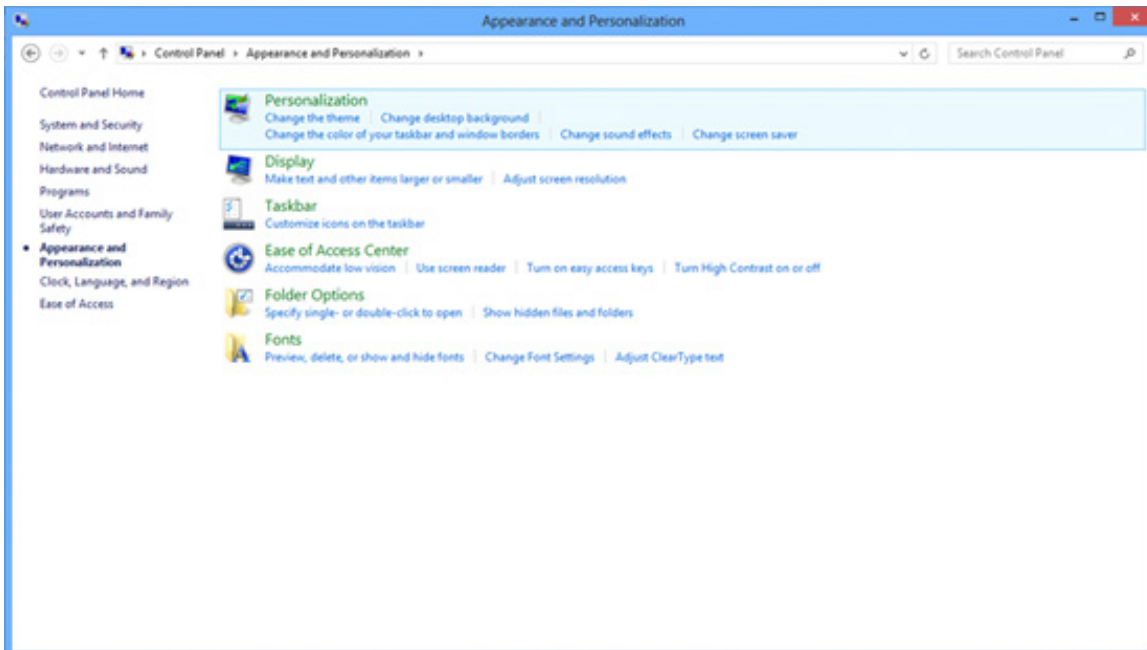 Appearance and Personalization
Control Panel Appearance and Personalization
Search Control Panel
Control Panel Home
System and Security
Network and Internet
Hardware and Sound
Programs
User Accounts and Family
Safety
Appearance and
Personalization
Clock, Language, and Region
Ease of Access
Personalization
Change the theme Change desktop background
Change the color of your taskbar and window borders Change sound effects Change screen saver
Display
Make text and other items larger or smaller Adjust screen resolution
Taskbar
Customize icons on the taskbar
Ease of Access Center
Accommodate low vision Use screen reader Turn on easy access keys Turn High Contrast on or off
Folder Options
Specify single- or double-click to open Show hidden files and folders
Fonts
Preview, delete, or show and hide fonts Change Font Settings Adjust ClearType text